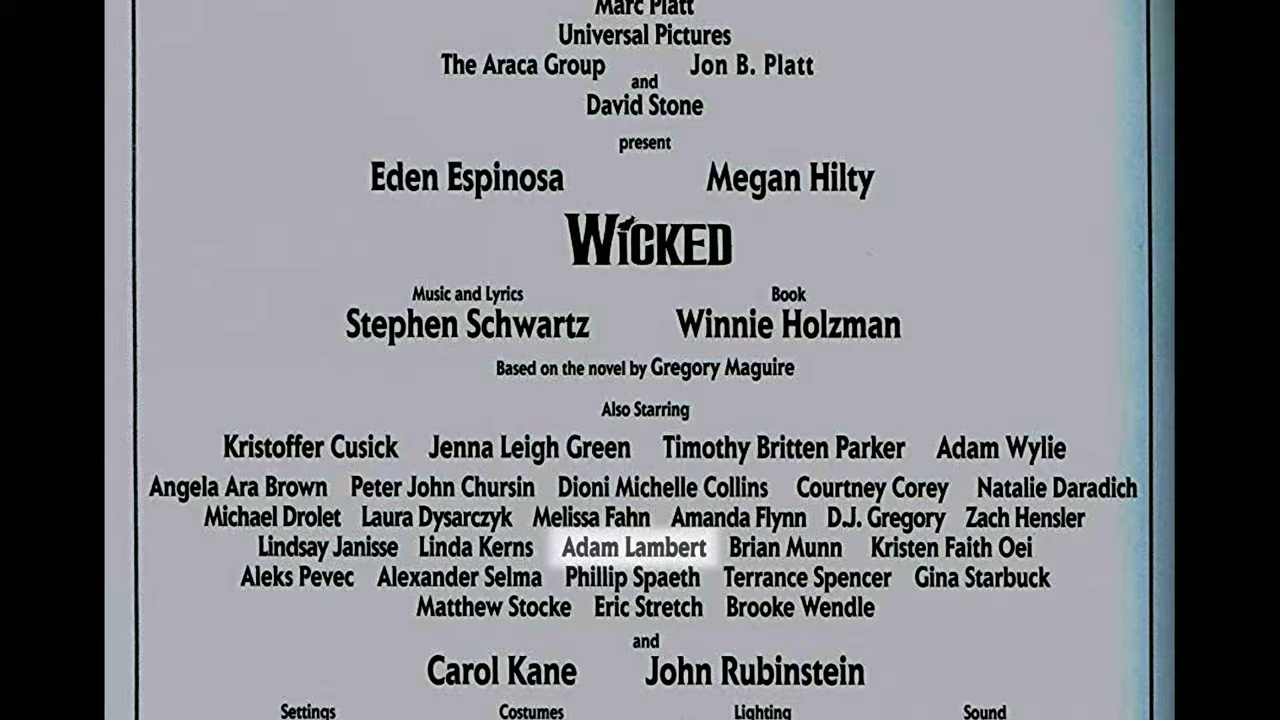 Marc Platt
Universal Pictures
The Araca Group Jon B. Platt
and
David Stone
present
Eden Espinosa Megan Hilty
WICKED
Music and Lyrics Book
Stephen Schwartz Winnie Holzman
Based on the novel by Gregory Maguire
Also Starring
Kristoffer Cusick Jenna Leigh Green Timothy Britten Parker Adam Wylie
Angela Ara Brown Peter John Chursin Dioni Michelle Collins Courtney Corey Natalie Daradich
Michael Drolet Laura Dysarczyk Melissa Fahn Amanda Flynn D.J. Gregory Zach Hensler
Lindsay Janisse Linda Kerns Adam Lambert Brian Munn Kristen Faith Oei
Aleks Pevec Alexander Selma Phillip Spaeth Terrance Spencer Gina Starbuck
Matthew Stocke Eric Stretch Brooke Wendle
and
Carol Kane John Rubinstein
Settings Costumes Lighting Sound